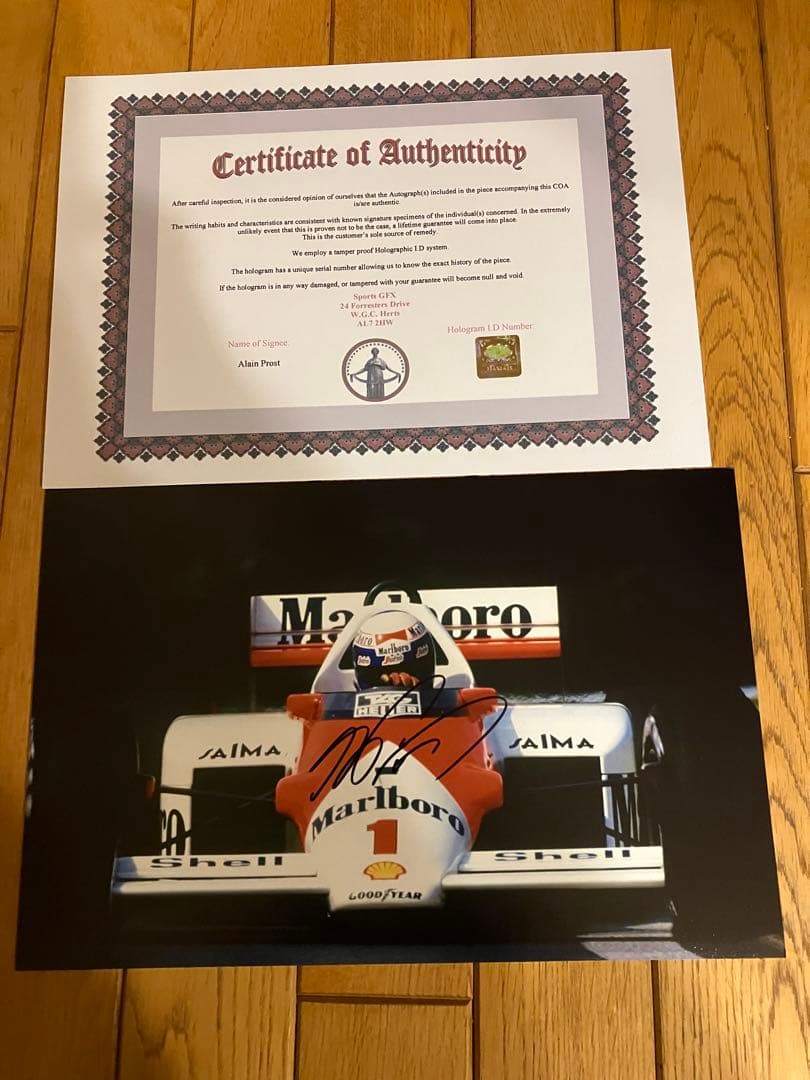 Certificate of Authenticity
After careful inspection, it is the considered opinion of ourselves that the Autograph(s) included in the piece accompanying this COA
is/are authentic.
The writing habits and characteristics are consistent with known signature specimens of the individual(s) concerned. In the extremely
unlikely event that this is proven not to be the case, a lifetime guarantee will come into place.
This is the customer's sole source of remedy.
We employ a tamper proof Holographic I.D system.
The hologram has a unique serial number allowing us to know the exact history of the piece.
If the hologram is in any way damaged, or tampered with your guarantee will become null and void.
Sports GFX
24 Forresters Drive
W.G.C. Herts
AL7 2HW
Name of Signee:
Hologram I.D Number:
Alain Prost
Marlboro
Marlboro
SAIMA
SAIMA
Marlboro
1
Shell
Shell
GOODYEAR